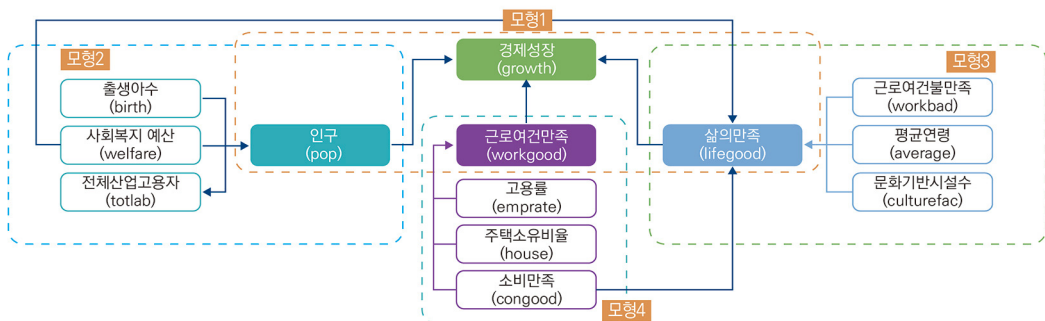 모형1
모형2
경제성장
(growth)
모형3
출생아수
(birth)
근로여건불만족
(workbad)
사회복지 예산
(welfare)
인구
(pop)
근로여건만족
(workgood)
삶의만족
(lifegood)
평균연령
(average)
전체산업고용자
(totlab)
고용률
(emprate)
문화기반시설수
(culturefac)
주택소유비율
(house)
소비만족
(congood)
모형4